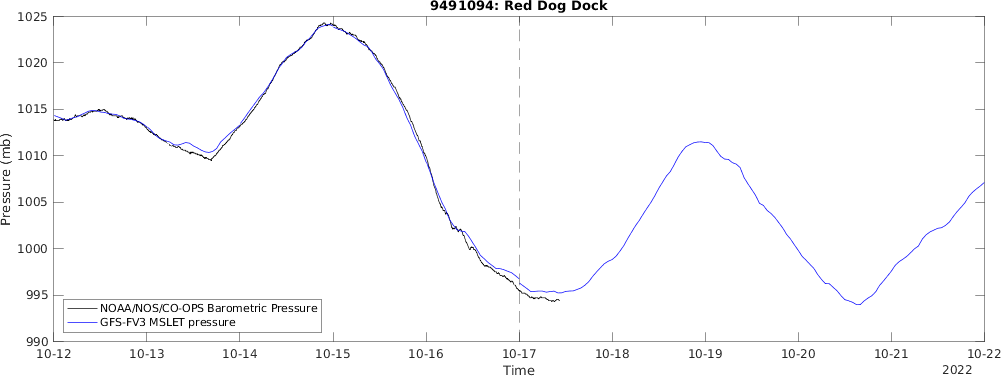 9491094: Red Dog Dock
1025
1020
1015
1010
1005
1000
995
990
Pressure (mb)
NOAA/NOS/CO-OPS Barometric Pressure
GFS-FV3 MSLET pressure
10-12 10-13 10-14 10-15 10-16 10-17 10-18 10-19 10-20 10-21 10-22
Time
2022